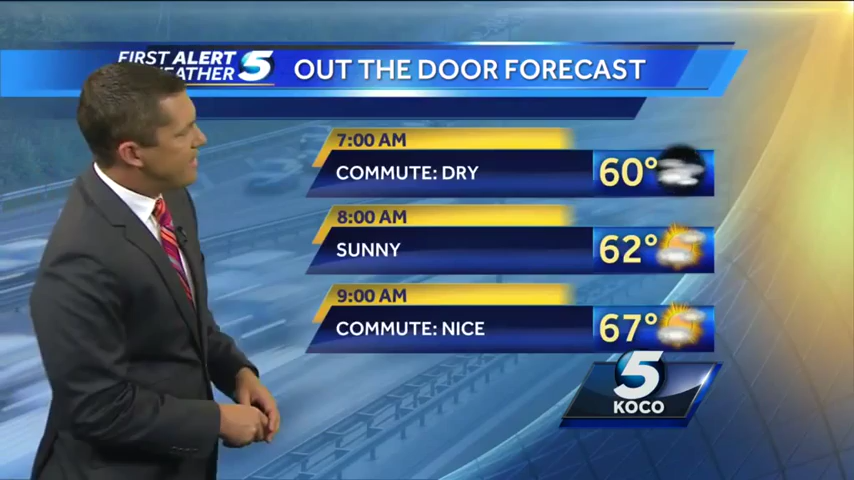 FIRST ALERT
WEATHER 5
OUT THE DOOR FORECAST
7:00 AM
COMMUTE: DRY
60°
8:00 AM
SUNNY
62°
9:00 AM
COMMUTE: NICE
67°
5
KOCO